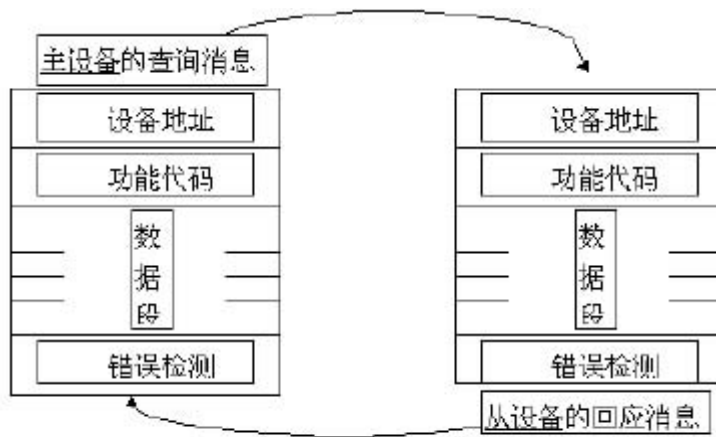 主设备的查询消息
设备地址
功能代码
数
据
段
错误检测
设备地址
功能代码
数
据
段
错误检测
从设备的回应消息